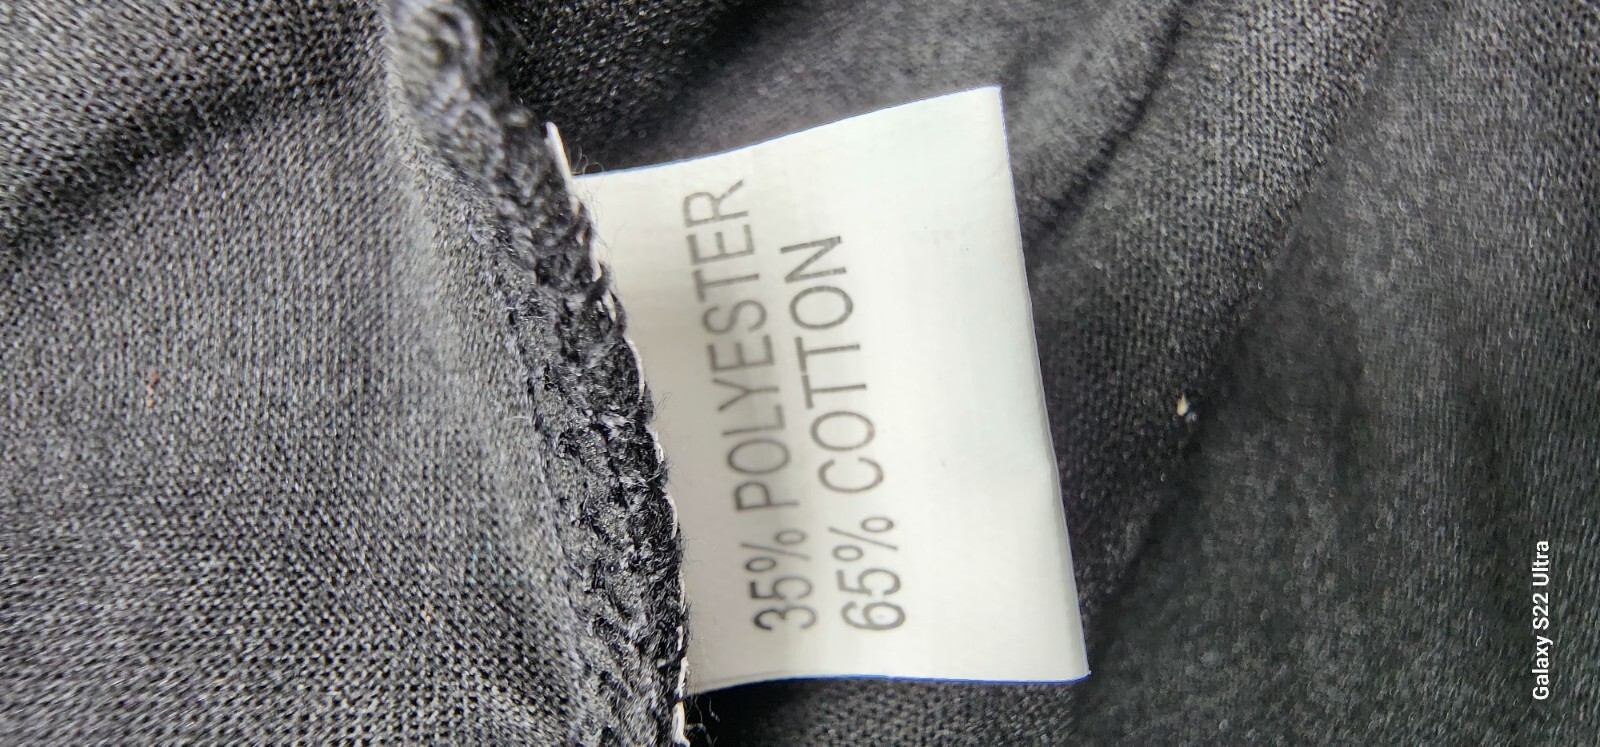 35% POLYESTER
65% COTTON
Galaxy S22 Ultra